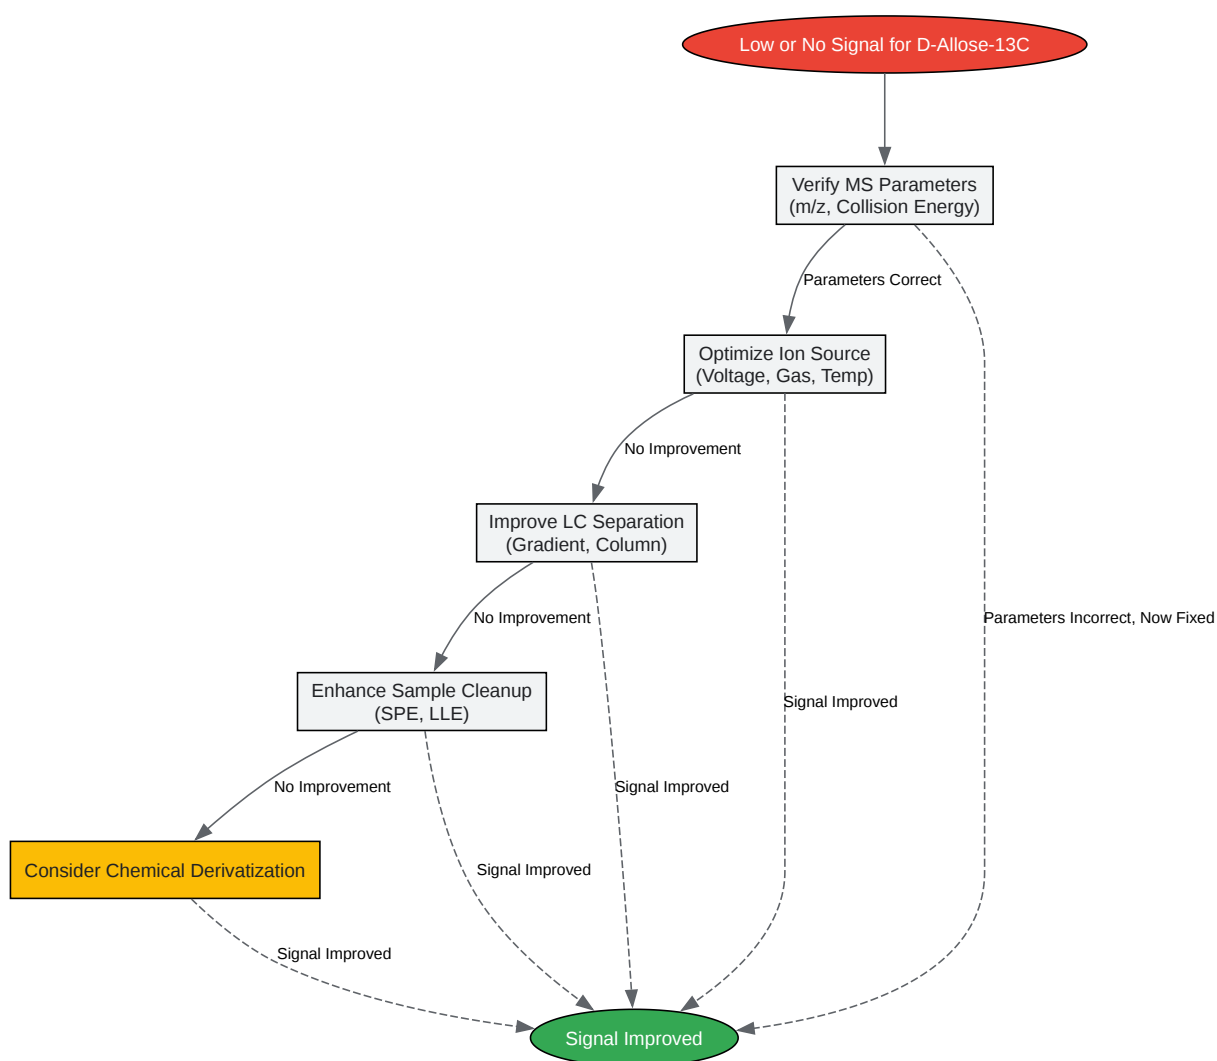 Low or No Signal for D-Allose-13C
Verify MS Parameters
(m/z, Collision Energy)
Parameters Correct
Optimize Ion Source
(Voltage, Gas, Temp)
No Improvement
Improve LC Separation
(Gradient, Column)
No Improvement
Parameters Incorrect, Now Fixed
Enhance Sample Cleanup
(SPE, LLE)
Signal Improved
No Improvement
Signal Improved
Consider Chemical Derivatization
Signal Improved
Signal Improved
Signal Improved